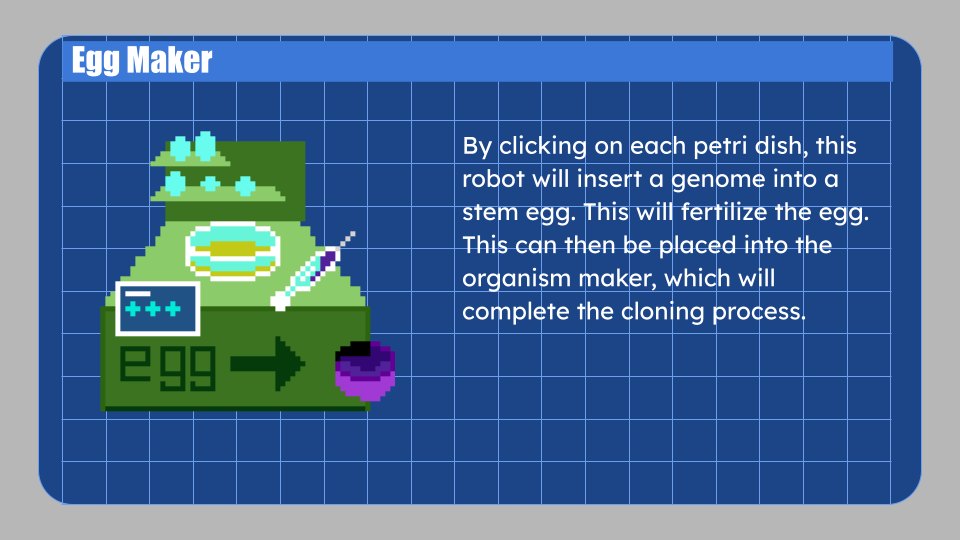 Egg Maker
By clicking on each petri dish, this
robot will insert a genome into a
stem egg. This will fertilize the egg.
This can then be placed into the
organism maker, which will
complete the cloning process.
+++
egg